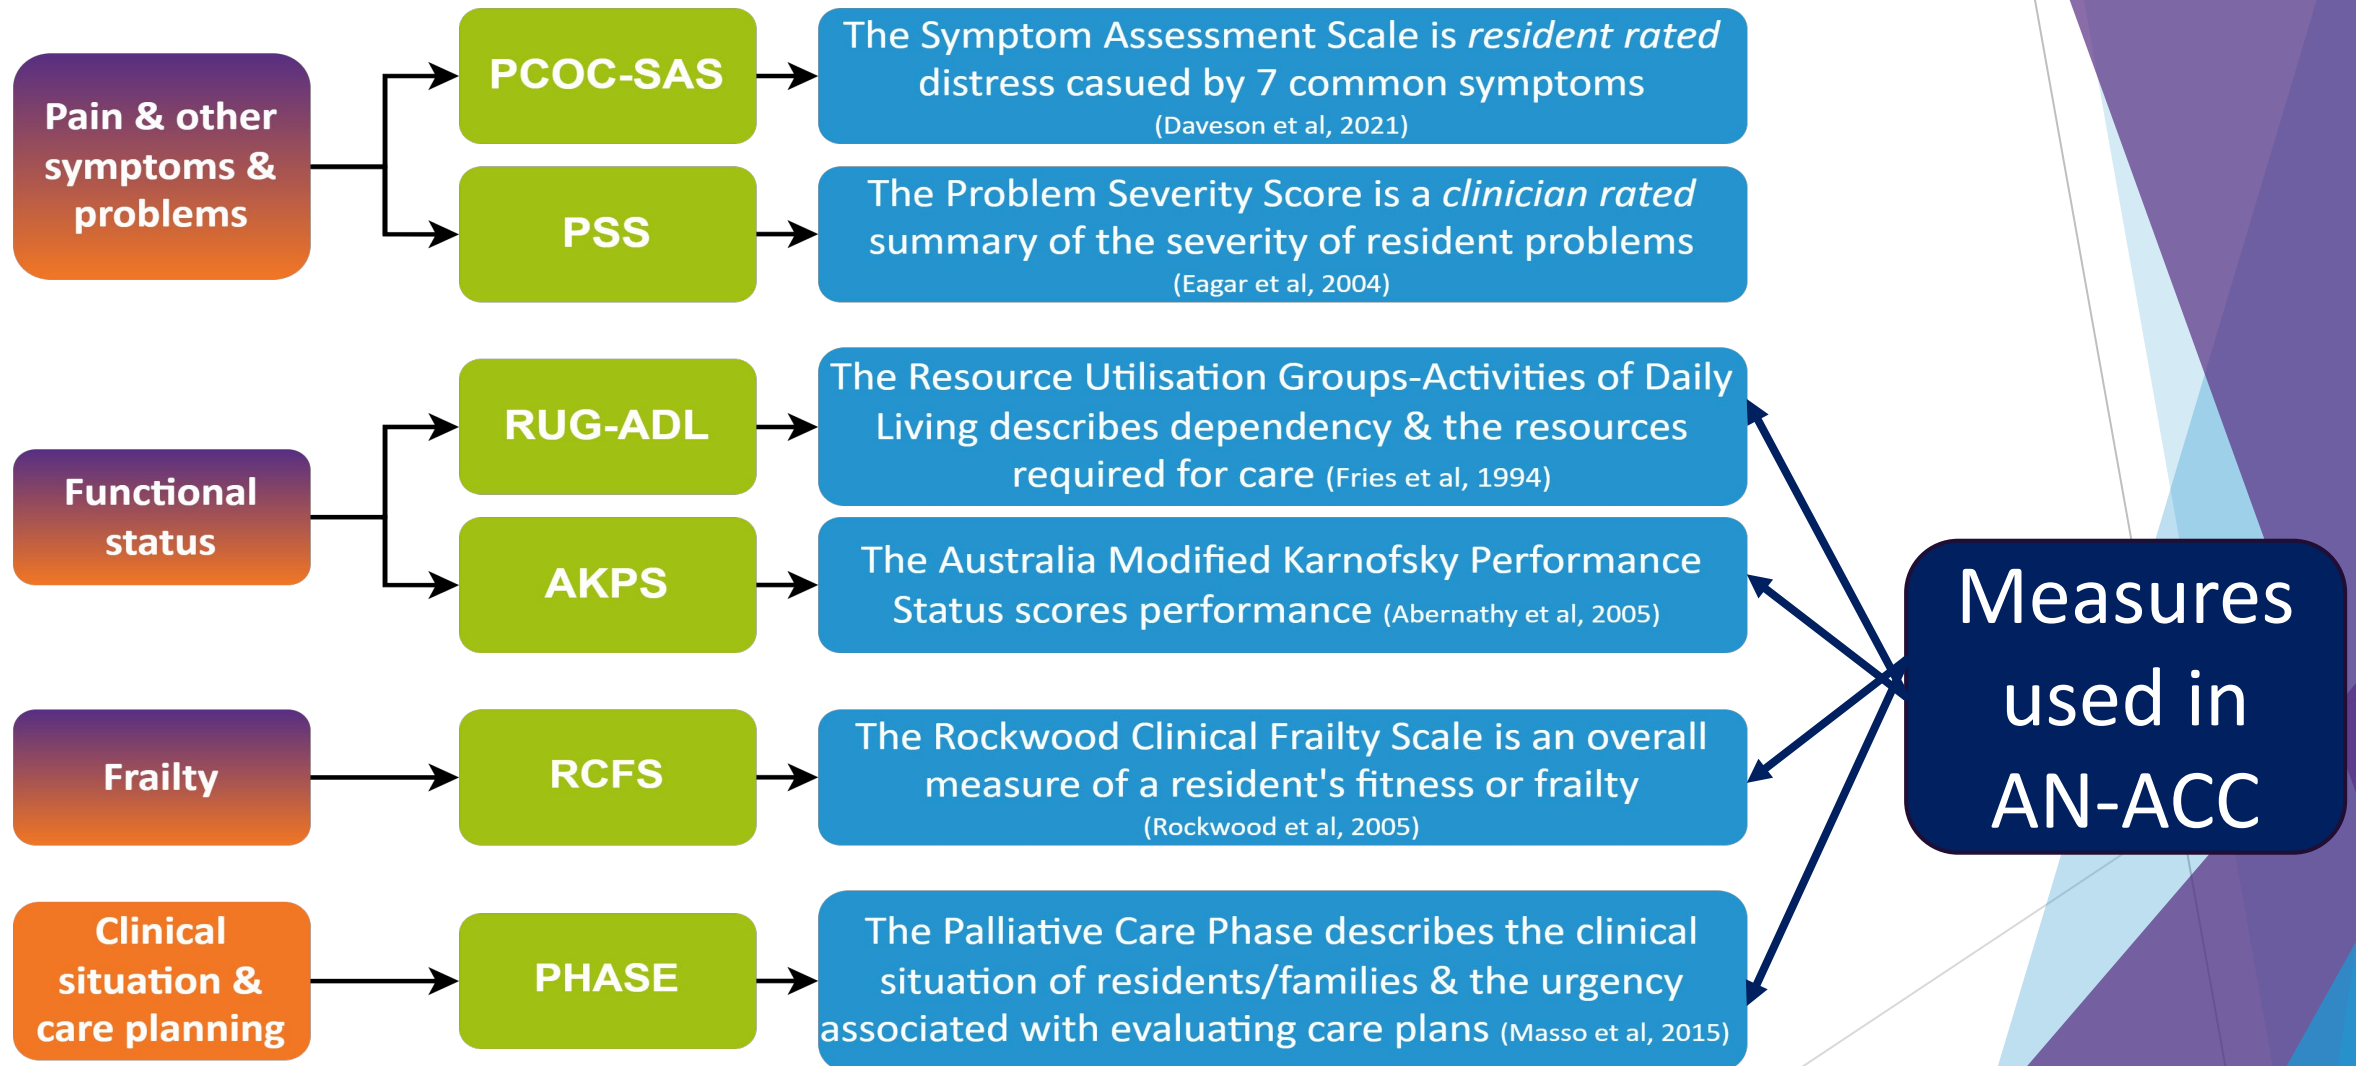 Pain & other
symptoms &
problems
PCOC-SAS
The Symptom Assessment Scale is resident rated
distress casued by 7 common symptoms
(Daveson et al, 2021)
PSS
The Problem Severity Score is a clinician rated
summary of the severity of resident problems
(Eagar et al, 2004)
Functional
status
RUG-ADL
The Resource Utilisation Groups-Activities of Daily
Living describes dependency & the resources
required for care (Fries et al, 1994)
AKPS
The Australia Modified Karnofsky Performance
Status scores performance (Abernathy et al, 2005)
Frailty
RCFS
The Rockwood Clinical Frailty Scale is an overall
measure of a resident's fitness or frailty
(Rockwood et al, 2005)
Clinical
situation &
care planning
PHASE
The Palliative Care Phase describes the clinical
situation of residents/families & the urgency
associated with evaluating care plans (Masso et al, 2015)
Measures
used in
AN-ACC